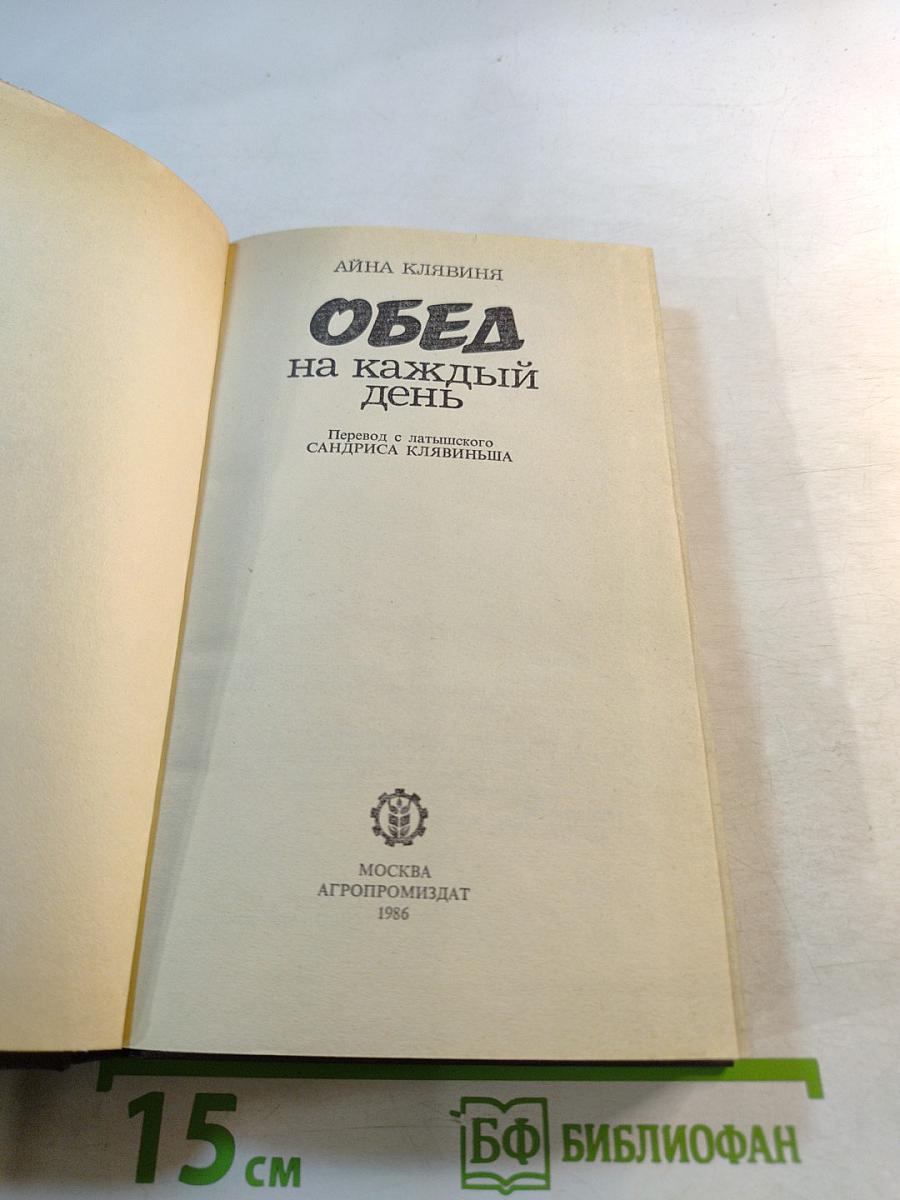 АЙНА КЛЯВИНЯ
ОБЕД
на каждый
день
Перевод с латышского
САНДРИСА КЛЯВИНЬША
МОСКВА
АГРОПРОМИЗДАТ
1986
15 см
БФ БИБЛИОФАН